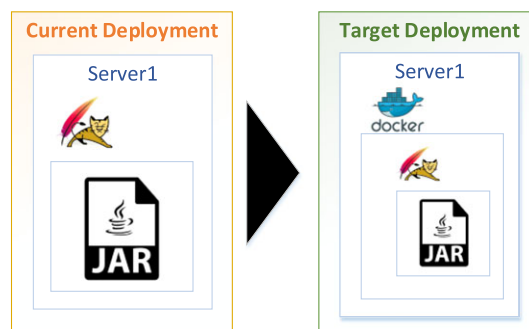 Current Deployment
Server1
JAR
Target Deployment
Server1
docker
JAR